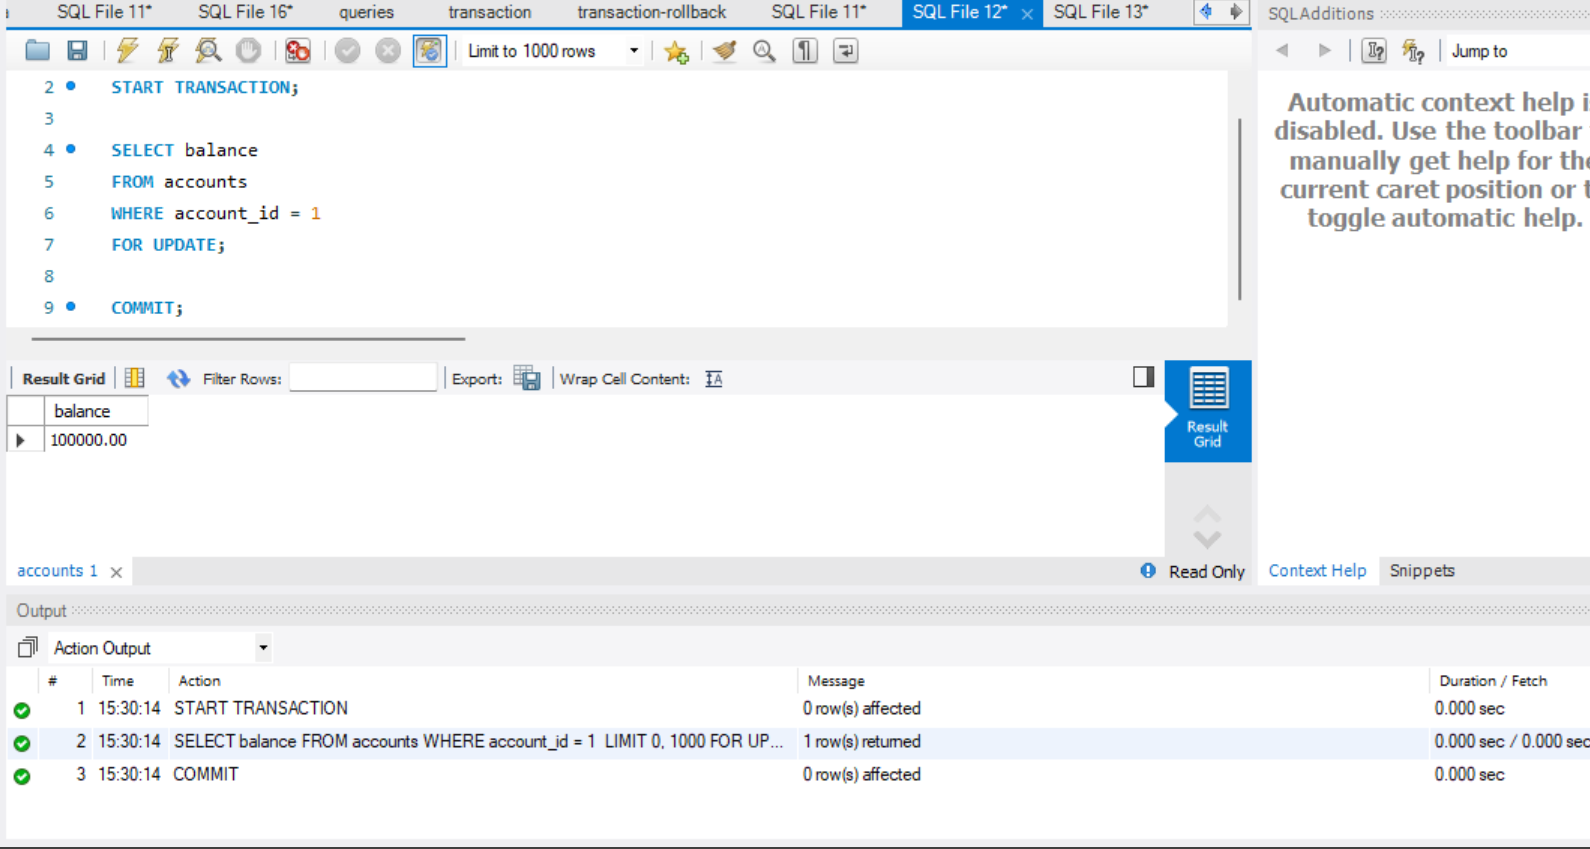 SQL File 11* SQL File 16* queries transaction transaction-rollback SQL File 11* SQL File 12* SQL File 13* SQLAdditions
Limit to 1000 rows Jump to
2 START TRANSACTION;
3
4 SELECT balance
5 FROM accounts
6 WHERE account_id = 1
7 FOR UPDATE;
8
9 COMMIT;
Automatic context help i
disabled. Use the toolbar
manually get help for the
current caret position or t
toggle automatic help.
Result Grid Filter Rows: Export: Wrap Cell Content:
balance
100000.00
Result
Grid
accounts 1 Read Only Context Help Snippets
Output
Action Output
# Time Action Message Duration / Fetch
1 15:30:14 START TRANSACTION 0 row(s) affected 0.000 sec
2 15:30:14 SELECT balance FROM accounts WHERE account_id = 1 LIMIT 0, 1000 FOR UP... 1 row(s) returned 0.000 sec / 0.000 sec
3 15:30:14 COMMIT 0 row(s) affected 0.000 sec